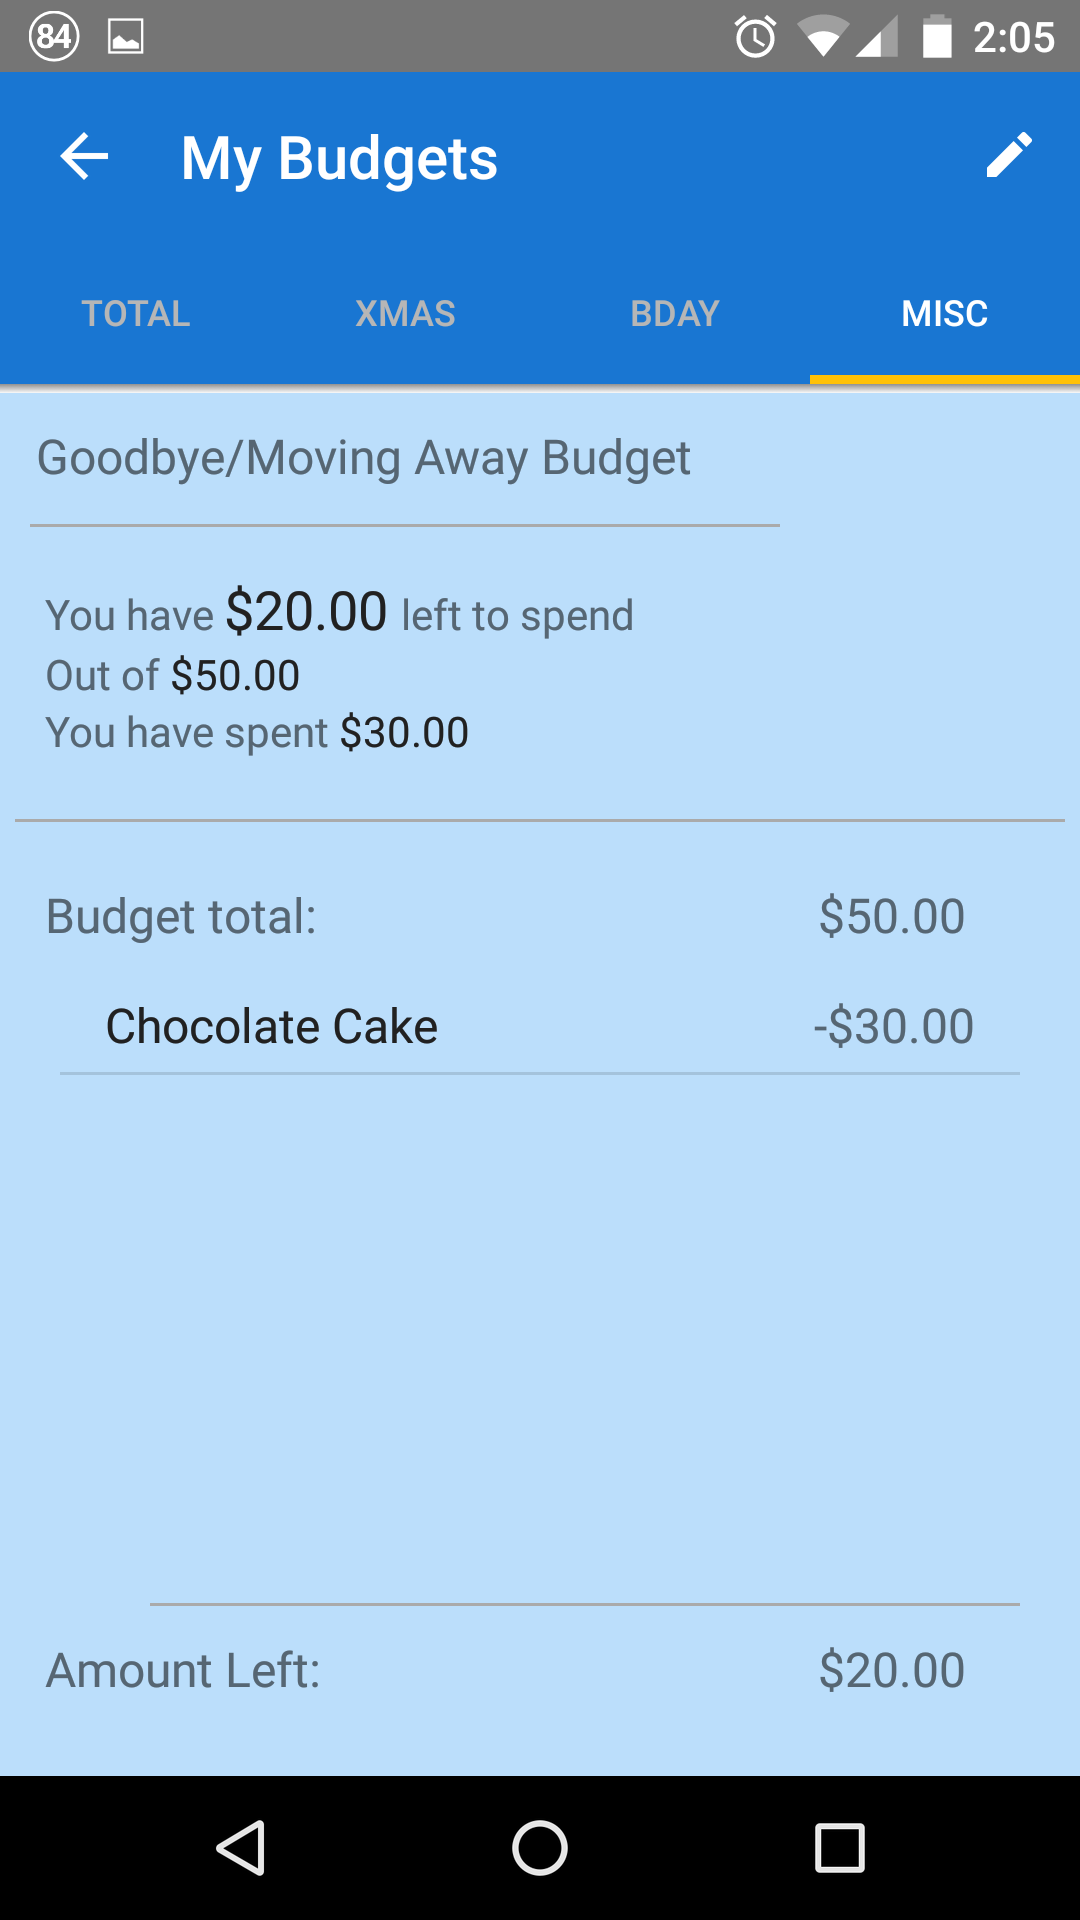 84 2:05
My Budgets
TOTAL XMAS BDAY MISC
Goodbye/Moving Away Budget
You have $20.00 left to spend
Out of $50.00
You have spent $30.00
Budget total: $50.00
Chocolate Cake -$30.00
Amount Left: $20.00